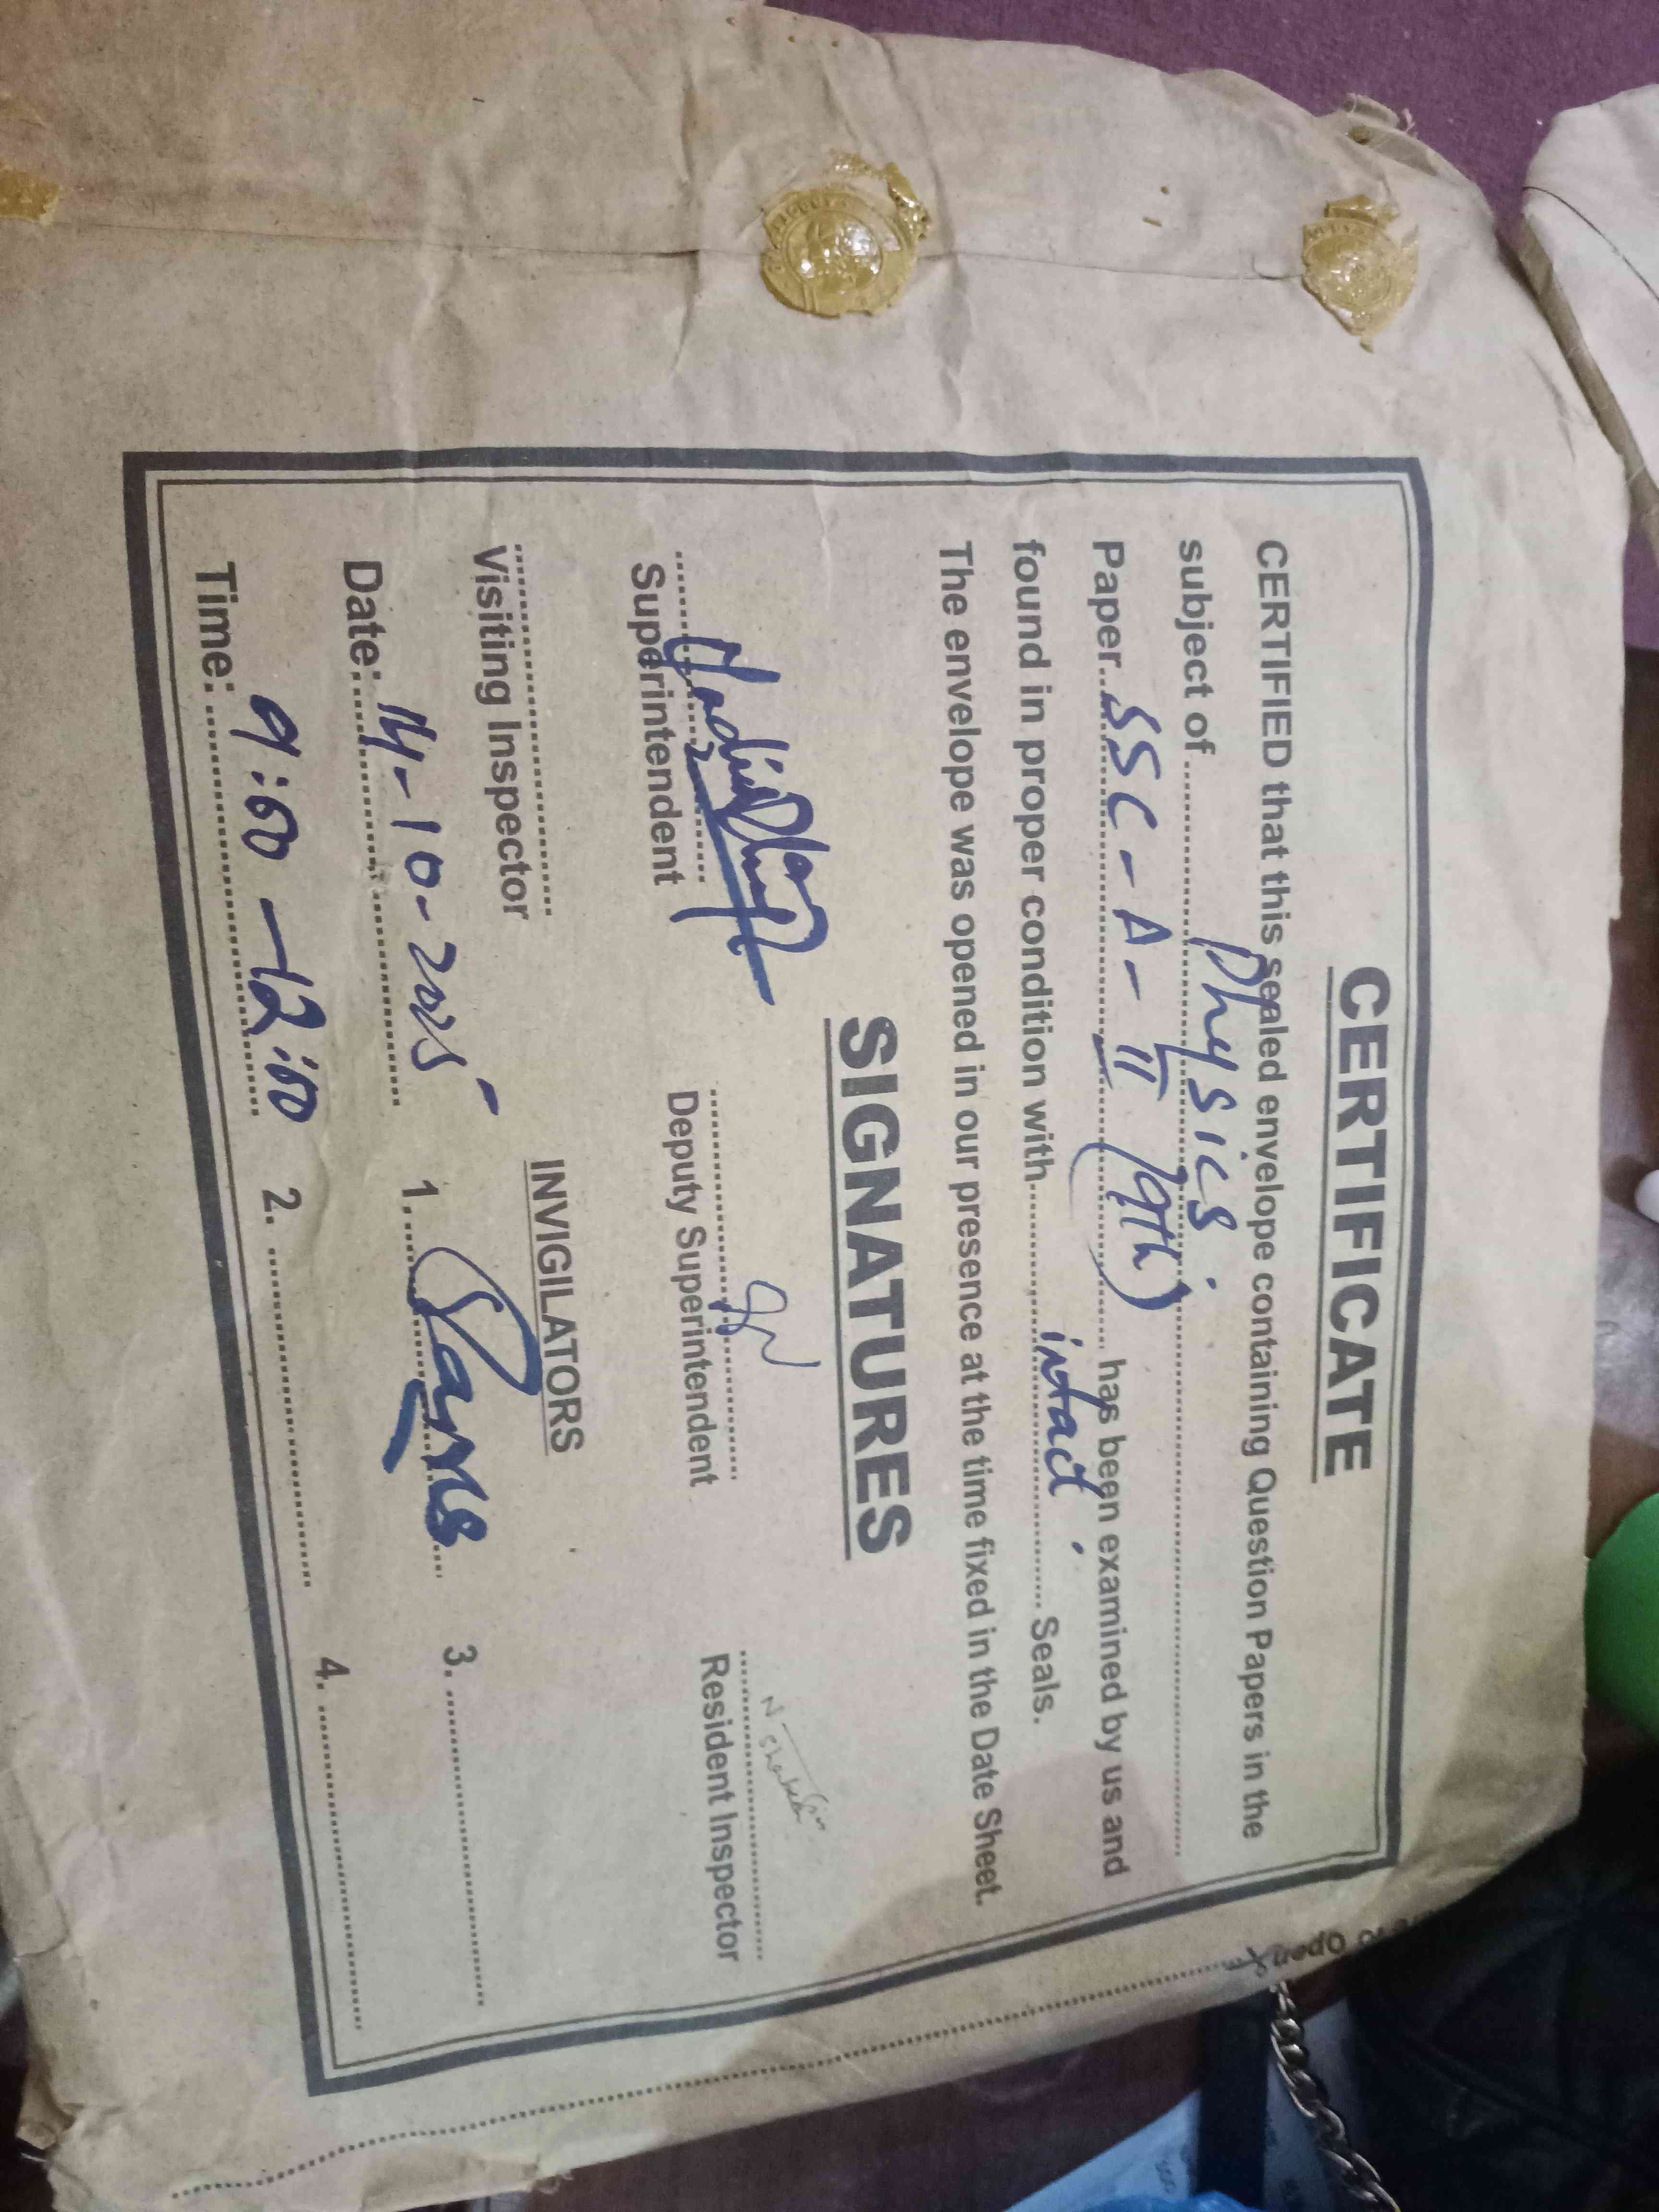 CERTIFICATE
CERTIFIED that this sealed envelope containing Question Papers in the
subject of.......... Physics ..........
Paper.. SSC - A - II (9th) .......... has been examined by us and
found in proper condition with.......... intact .......... Seals.
The envelope was opened in our presence at the time fixed in the Date Sheet.
SIGNATURES
Superintendent Deputy Superintendent Resident Inspector
Visiting Inspector
INVIGILATORS
Date: 14-10-2025 1. 3.
Time: 9:00 - 12:00 2. 4.
to Open